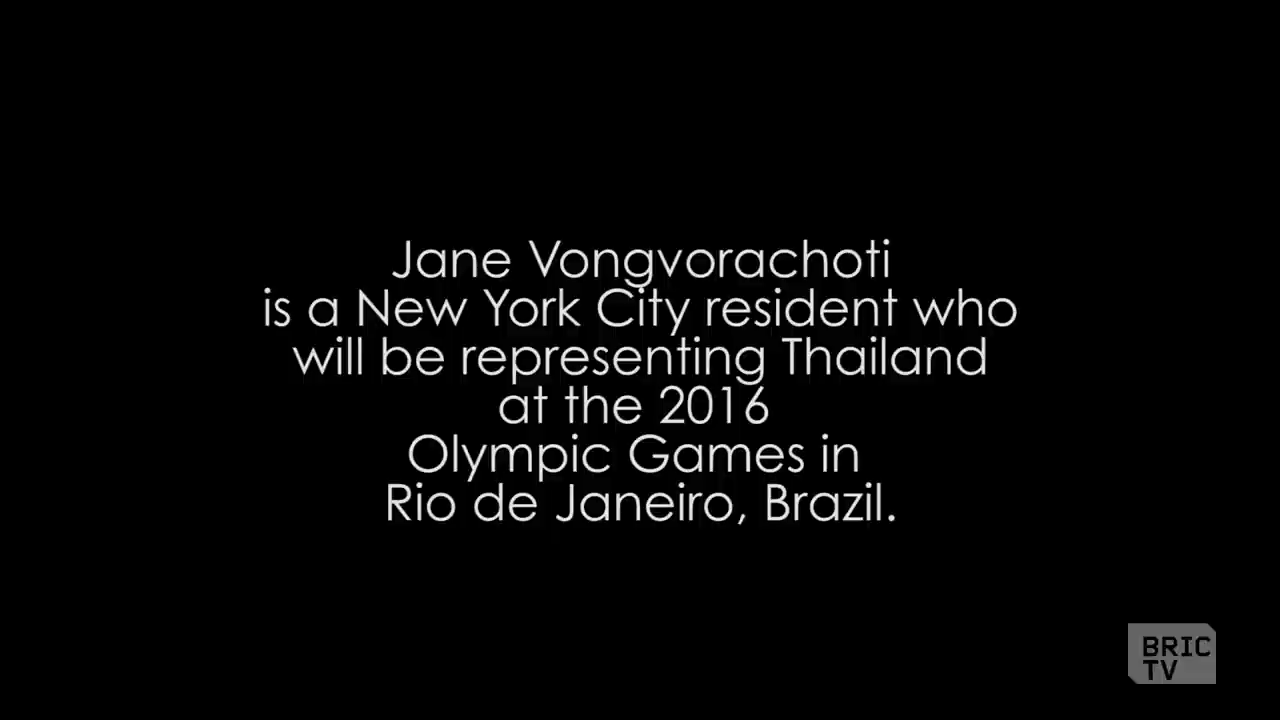 Jane Vongvorachoti
is a New York City resident who
will be representing Thailand
at the 2016
Olympic Games in
Rio de Janeiro, Brazil.
BRIC
TV